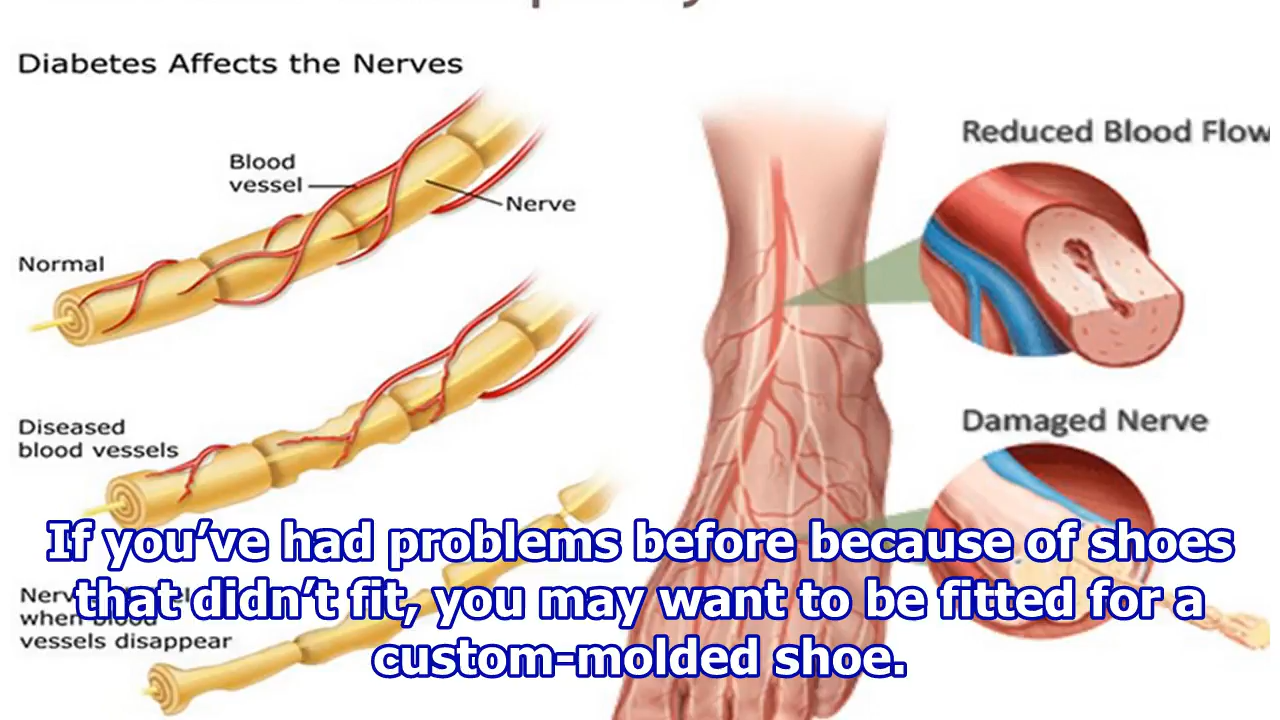 Diabetes Affects the Nerves
Blood
vessel
Nerve
Normal
Reduced Blood Flow
Diseased
blood vessels
Damaged Nerve
when blood
vessels disappear
If you’ve had problems before because of shoes
that didn’t fit, you may want to be fitted for a
custom-molded shoe.